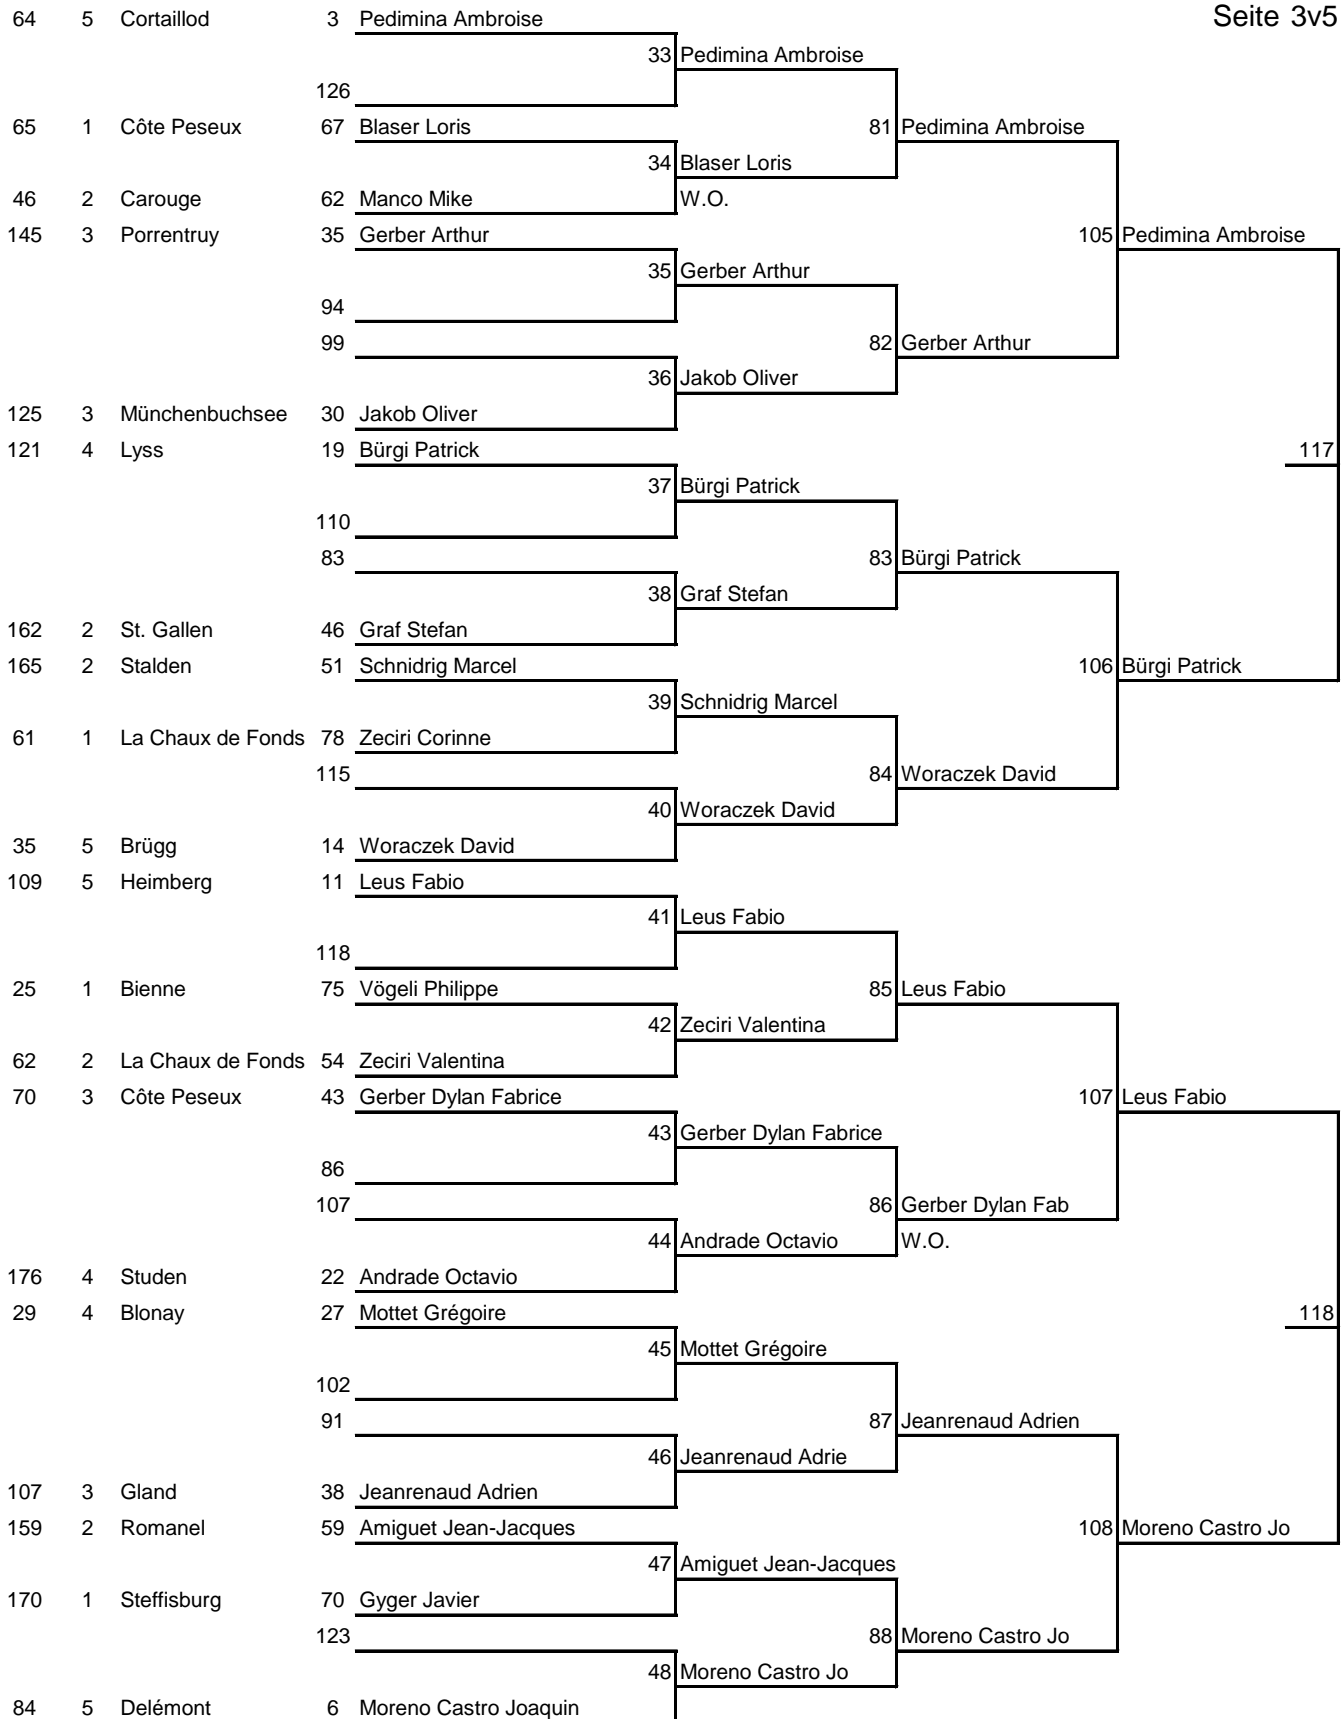 64 5 Cortaillod 3 Pedimina Ambroise Seite 3v5
33 Pedimina Ambroise
126
65 1 Côte Peseux 67 Blaser Loris 81 Pedimina Ambroise
34 Blaser Loris
46 2 Carouge 62 Manco Mike W.O.
145 3 Porrentruy 35 Gerber Arthur 105 Pedimina Ambroise
35 Gerber Arthur
94
99 82 Gerber Arthur
36 Jakob Oliver
125 3 Münchenbuchsee 30 Jakob Oliver
121 4 Lyss 19 Bürgi Patrick 117
37 Bürgi Patrick
110
83 83 Bürgi Patrick
38 Graf Stefan
162 2 St. Gallen 46 Graf Stefan
165 2 Stalden 51 Schnidrig Marcel 106 Bürgi Patrick
39 Schnidrig Marcel
61 1 La Chaux de Fonds 78 Zeciri Corinne
115 84 Woraczek David
40 Woraczek David
35 5 Brügg 14 Woraczek David
109 5 Heimberg 11 Leus Fabio
41 Leus Fabio
118
25 1 Bienne 75 Vögeli Philippe 85 Leus Fabio
42 Zeciri Valentina
62 2 La Chaux de Fonds 54 Zeciri Valentina
70 3 Côte Peseux 43 Gerber Dylan Fabrice 107 Leus Fabio
43 Gerber Dylan Fabrice
86
107 86 Gerber Dylan Fab
44 Andrade Octavio W.O.
176 4 Studen 22 Andrade Octavio
29 4 Blonay 27 Mottet Grégoire 118
45 Mottet Grégoire
102
91 87 Jeanrenaud Adrien
46 Jeanrenaud Adrie
107 3 Gland 38 Jeanrenaud Adrien
159 2 Romanel 59 Amiguet Jean-Jacques 108 Moreno Castro Jo
47 Amiguet Jean-Jacques
170 1 Steffisburg 70 Gyger Javier
123 88 Moreno Castro Jo
48 Moreno Castro Jo
84 5 Delémont 6 Moreno Castro Joaquin